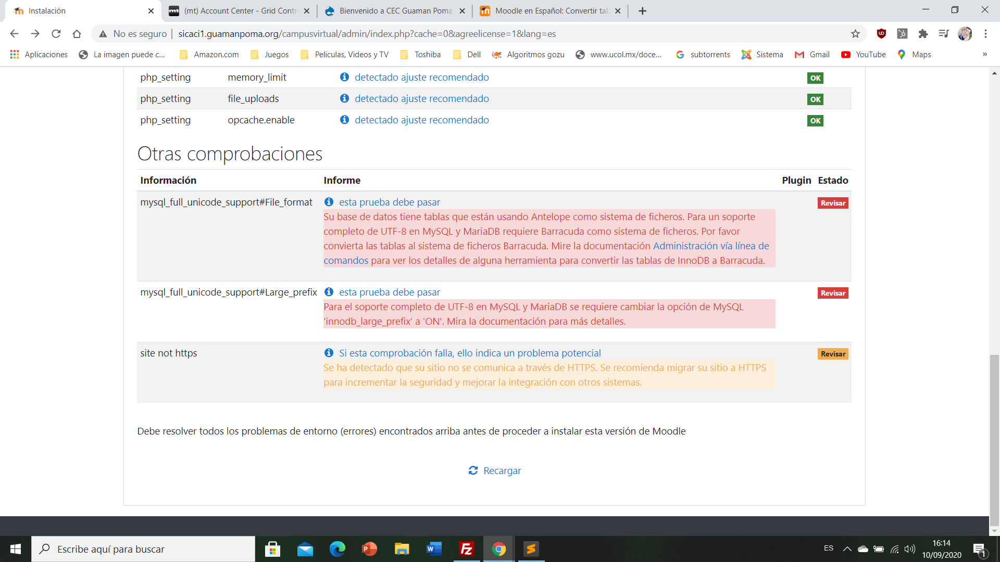 Instalación
(mt) Account Center - Grid Contr
Bienvenido a CEC Guaman Poma
Moodle en Español: Convertir tab
No es seguro
sicaci1.guamanpoma.org/campusvirtual/admin/index.php?cache=0&agreelicense=1&lang=es
Aplicaciones
La imagen puede c...
Amazon.com
Juegos
Peliculas, Videos y TV
Toshiba
Dell
Algoritmos gozu
www.ucol.mx/doce...
subtorrents
Sistema
Gmail
YouTube
Maps
»
php_setting memory_limit detectado ajuste recomendado OK
php_setting file_uploads detectado ajuste recomendado OK
php_setting opcache.enable detectado ajuste recomendado OK
Otras comprobaciones
Información Informe Plugin Estado
mysql_full_unicode_support#File_format esta prueba debe pasar Revisar
Su base de datos tiene tablas que están usando Antelope como sistema de ficheros. Para un soporte
completo de UTF-8 en MySQL y MariaDB requiere Barracuda como sistema de ficheros. Por favor
convierta las tablas al sistema de ficheros Barracuda. Mire la documentación Administración vía línea de
comandos para ver los detalles de alguna herramienta para convertir las tablas de InnoDB a Barracuda.
mysql_full_unicode_support#Large_prefix esta prueba debe pasar Revisar
Para el soporte completo de UTF-8 en MySQL y MariaDB se requiere cambiar la opción de MySQL
'innodb_large_prefix' a 'ON'. Mira la documentación para más detalles.
site not https Si esta comprobación falla, ello indica un problema potencial Revisar
Se ha detectado que su sitio no se comunica a través de HTTPS. Se recomienda migrar su sitio a HTTPS
para incrementar la seguridad y mejorar la integración con otros sistemas.
Debe resolver todos los problemas de entorno (errores) encontrados arriba antes de proceder a instalar esta versión de Moodle
Recargar
Escribe aquí para buscar
ES
16:14
10/09/2020
1